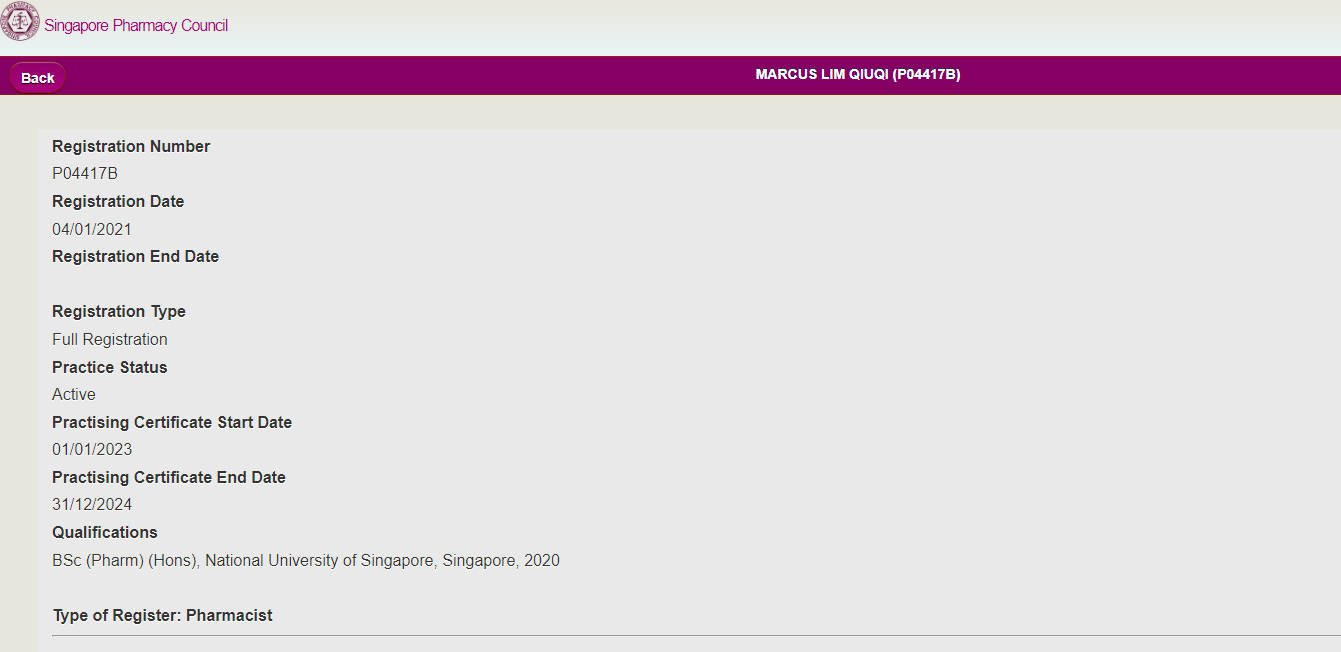 Singapore Pharmacy Council
Back
MARCUS LIM QIUQI (P04417B)
Registration Number
P04417B
Registration Date
04/01/2021
Registration End Date
Registration Type
Full Registration
Practice Status
Active
Practising Certificate Start Date
01/01/2023
Practising Certificate End Date
31/12/2024
Qualifications
BSc (Pharm) (Hons), National University of Singapore, Singapore, 2020
Type of Register: Pharmacist